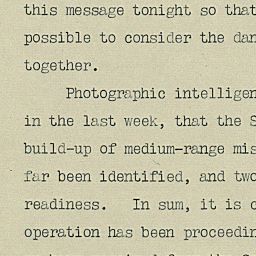 this message tonight so that
possible to consider the dan
together.
Photographic intelligen
in the last week, that the S
build-up of medium-range mis
far been identified, and two
readiness. In sum, it is c
operation has been proceedin